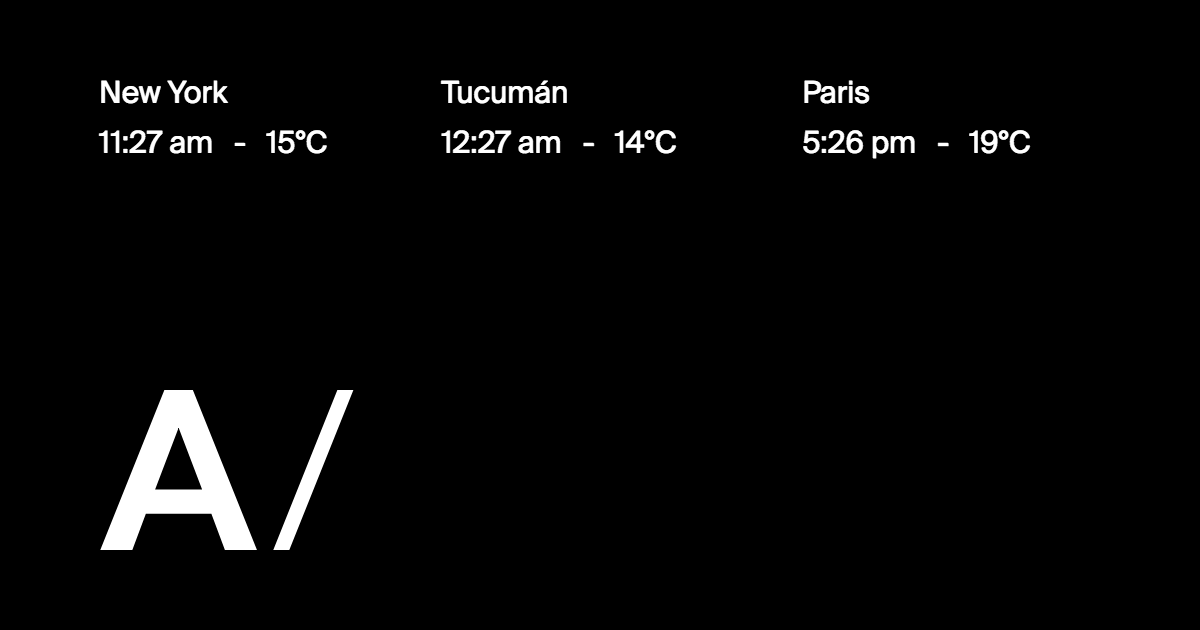 New York
11:27 am - 15°C
Tucumán
12:27 am - 14°C
Paris
5:26 pm - 19°C
A/